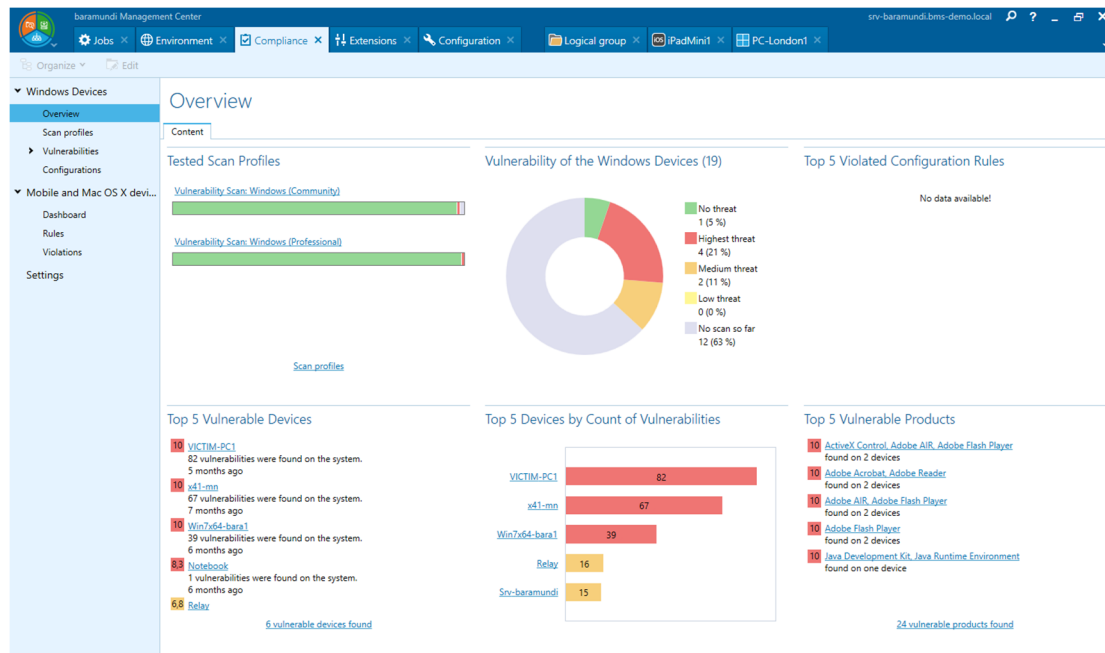 baramundi Management Center
srv-baramundi.bms-demo.local
Jobs
Environment
Compliance
Extensions
Configuration
Logical group
iOS
iPadMini1
PC-London1
Organize
Edit
Windows Devices
Overview
Scan profiles
Vulnerabilities
Configurations
Mobile and Mac OS X devi...
Dashboard
Rules
Violations
Settings
Overview
Content
Tested Scan Profiles
Vulnerability Scan: Windows (Community)
Vulnerability Scan: Windows (Professional)
Scan profiles
Vulnerability of the Windows Devices (19)
No threat
1 (5 %)
Highest threat
4 (21 %)
Medium threat
2 (11 %)
Low threat
0 (0 %)
No scan so far
12 (63 %)
Top 5 Violated Configuration Rules
No data available!
Top 5 Vulnerable Devices
10 VICTIM-PC1
82 vulnerabilities were found on the system.
5 months ago
10 x41-mn
67 vulnerabilities were found on the system.
7 months ago
10 Win7x64-bara1
39 vulnerabilities were found on the system.
6 months ago
8,3 Notebook
1 vulnerabilities were found on the system.
6 months ago
6,8 Relay
6 vulnerable devices found
Top 5 Devices by Count of Vulnerabilities
VICTIM-PC1 82
x41-mn 67
Win7x64-bara1 39
Relay 16
Srv-baramundi 15
Top 5 Vulnerable Products
10 ActiveX Control, Adobe AIR, Adobe Flash Player
found on 2 devices
10 Adobe Acrobat, Adobe Reader
found on 2 devices
10 Adobe AIR, Adobe Flash Player
found on 2 devices
10 Adobe Flash Player
found on 2 devices
10 Java Development Kit, Java Runtime Environment
found on one device
24 vulnerable products found